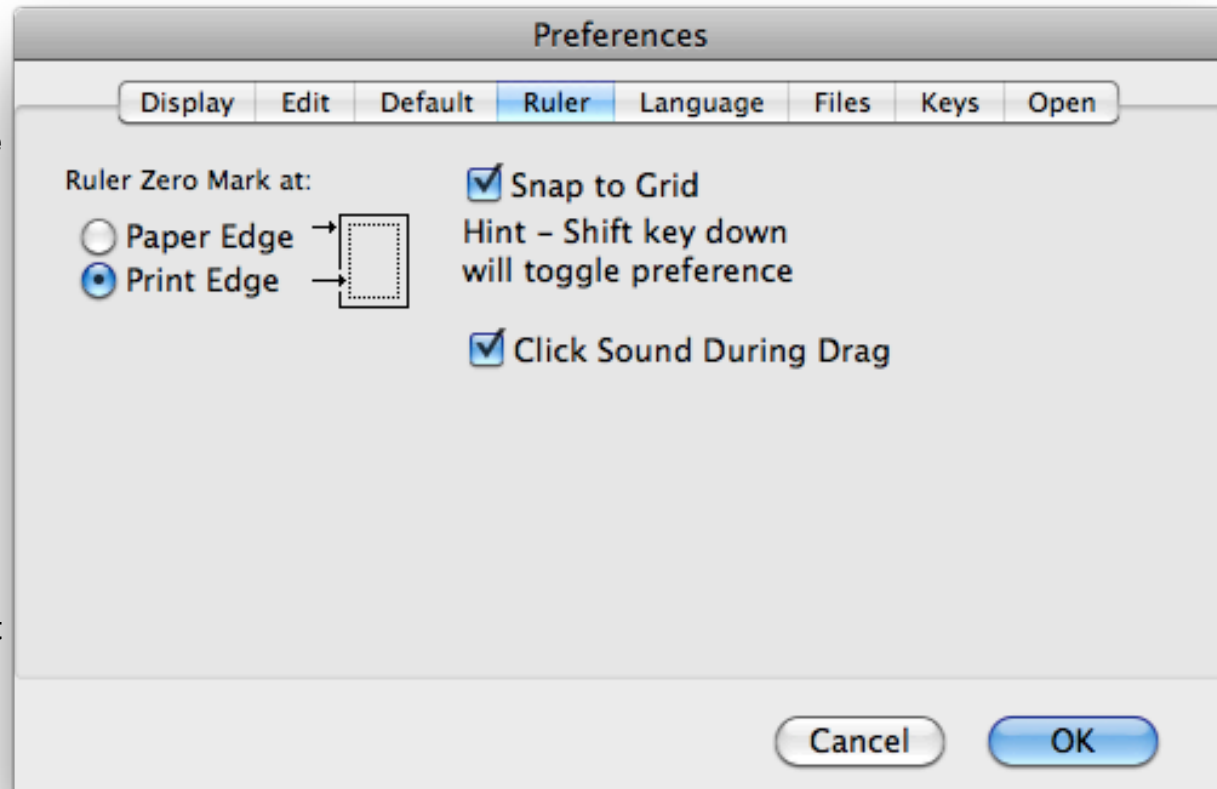 Preferences
Display Edit Default Ruler Language Files Keys Open
Ruler Zero Mark at:
Paper Edge
Print Edge
Snap to Grid
Hint – Shift key down
will toggle preference
Click Sound During Drag
Cancel OK